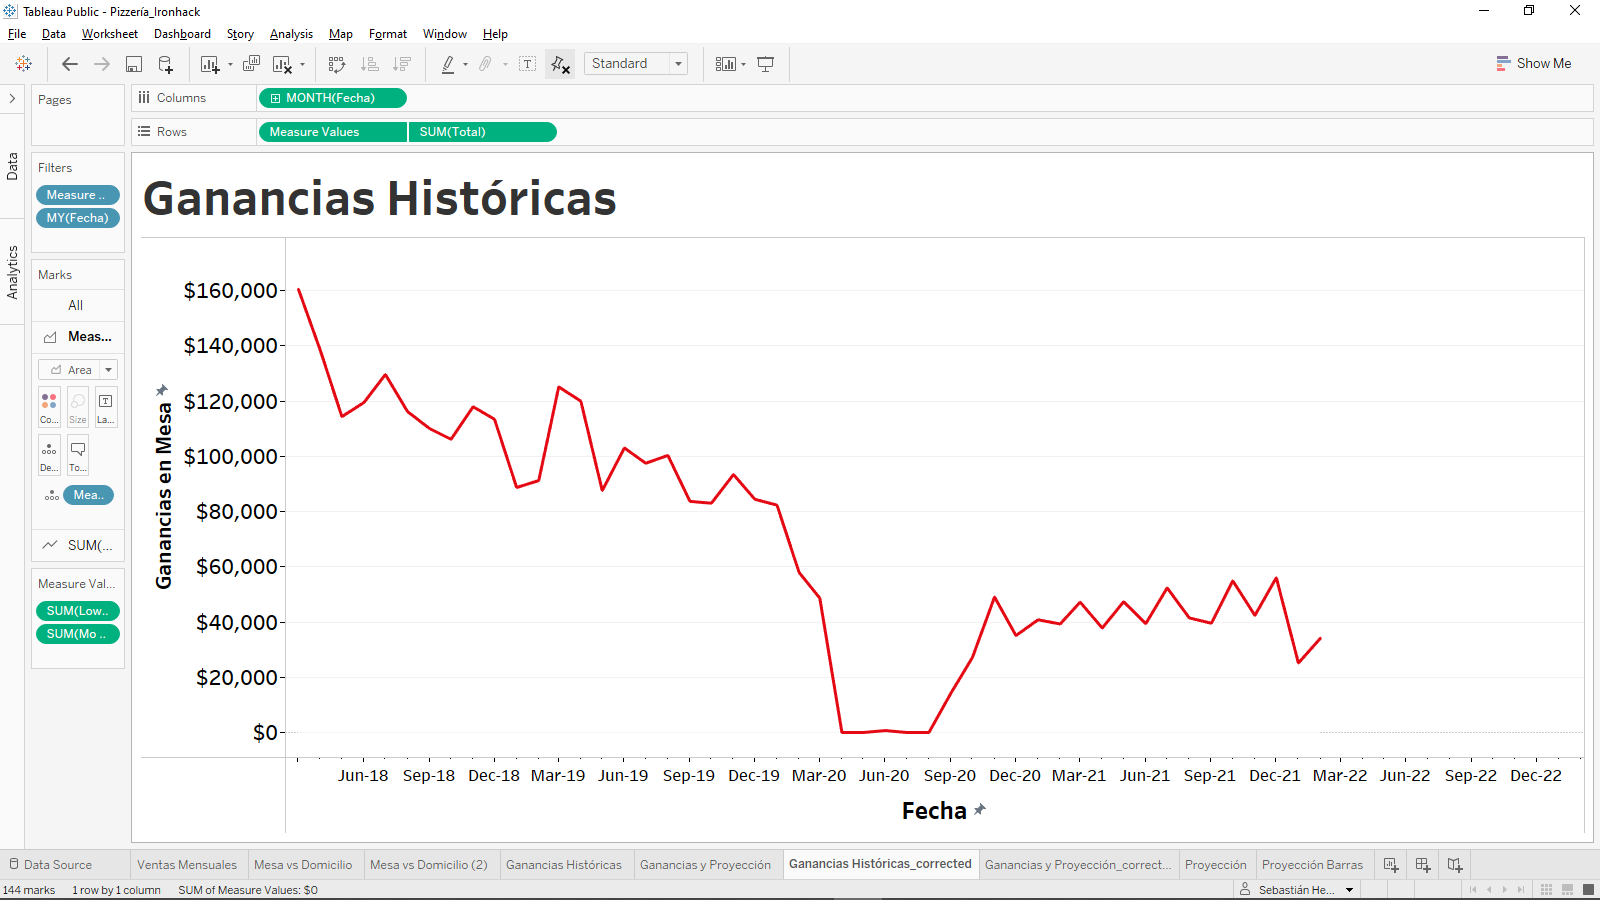 Tableau Public - Pizzería_Ironhack
File Data Worksheet Dashboard Story Analysis Map Format Window Help
Standard
Show Me
Pages
Columns
MONTH(Fecha)
Rows
Measure Values SUM(Total)
Data
Analytics
Filters
Measure ..
MY(Fecha)
Marks
All
Meas...
Area
Co... Size La...
De... To...
Mea..
SUM(...
Measure Val...
SUM(Low..
SUM(Mo ..
Ganancias Históricas
Ganancias en Mesa
$160,000
$140,000
$120,000
$100,000
$80,000
$60,000
$40,000
$20,000
$0
Jun-18 Sep-18 Dec-18 Mar-19 Jun-19 Sep-19 Dec-19 Mar-20 Jun-20 Sep-20 Dec-20 Mar-21 Jun-21 Sep-21 Dec-21 Mar-22 Jun-22 Sep-22 Dec-22
Fecha
Data Source Ventas Mensuales Mesa vs Domicilio Mesa vs Domicilio (2) Ganancias Históricas Ganancias y Proyección Ganancias Históricas_corrected Ganancias y Proyección_correct... Proyección Proyección Barras
144 marks 1 row by 1 column SUM of Measure Values: $0 Sebastián He...